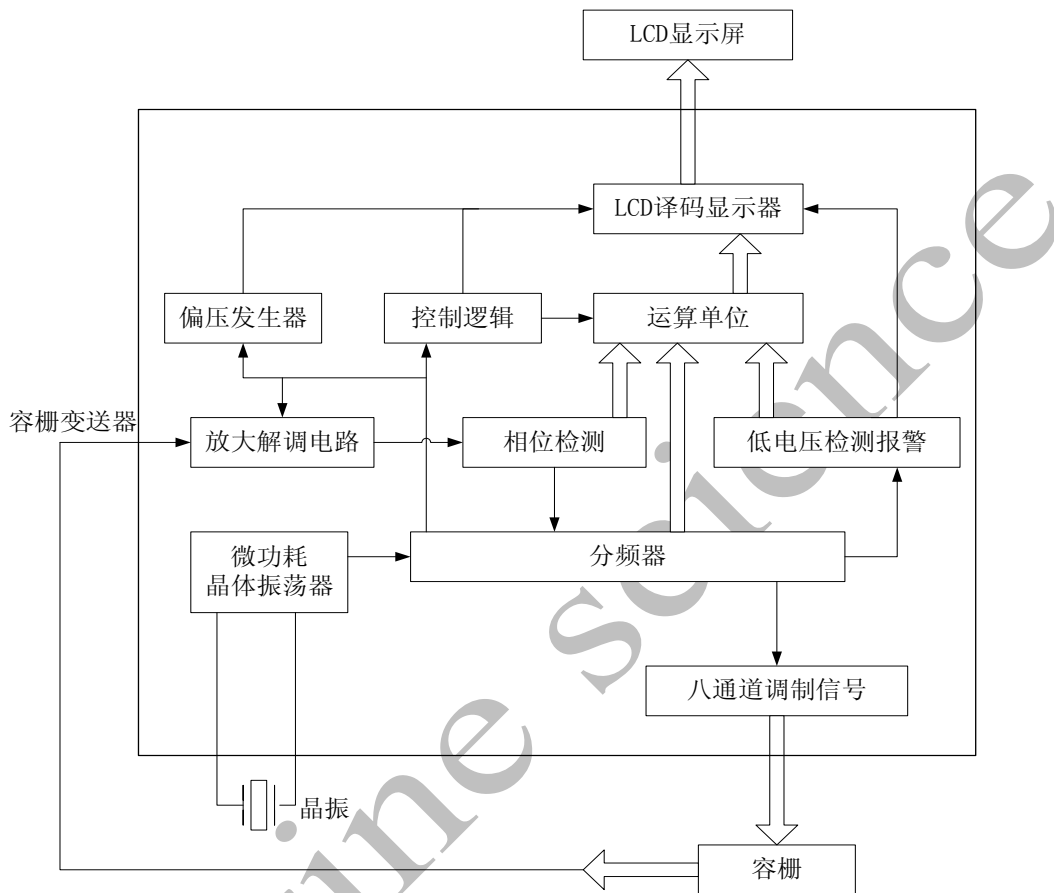 LCD显示屏
LCD译码显示器
偏压发生器
控制逻辑
运算单位
容栅变送器
放大解调电路
相位检测
低电压检测报警
微功耗
晶体振荡器
分频器
八通道调制信号
晶振
容栅
ine science